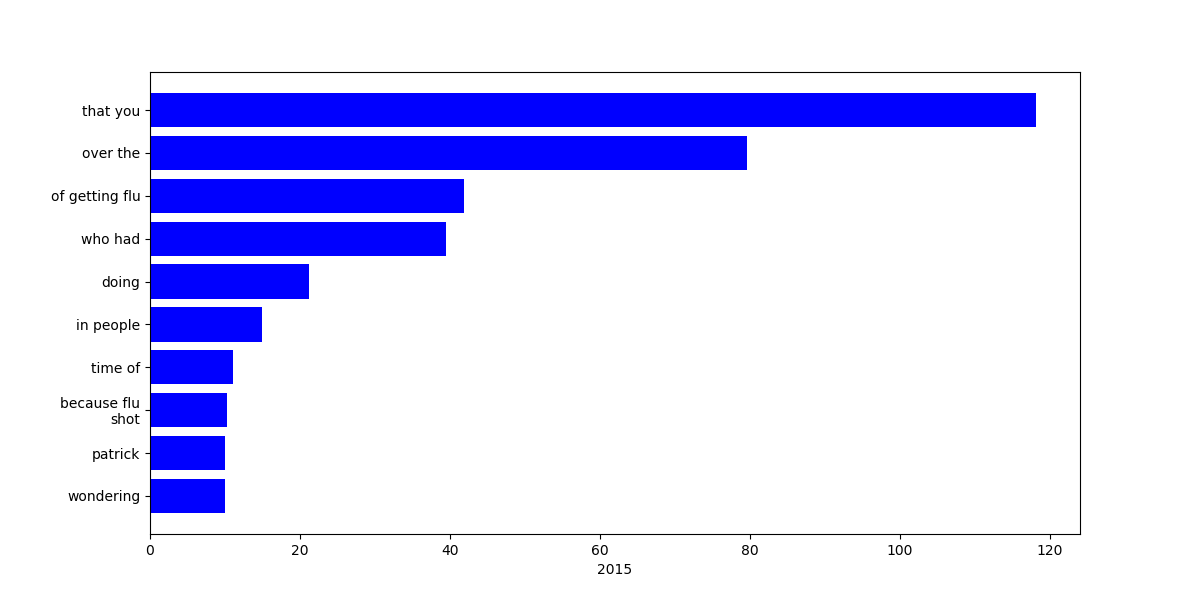 that you
over the
of getting flu
who had
doing
in people
time of
because flu
shot
patrick
wondering
0 20 40 60 80 100 120
2015